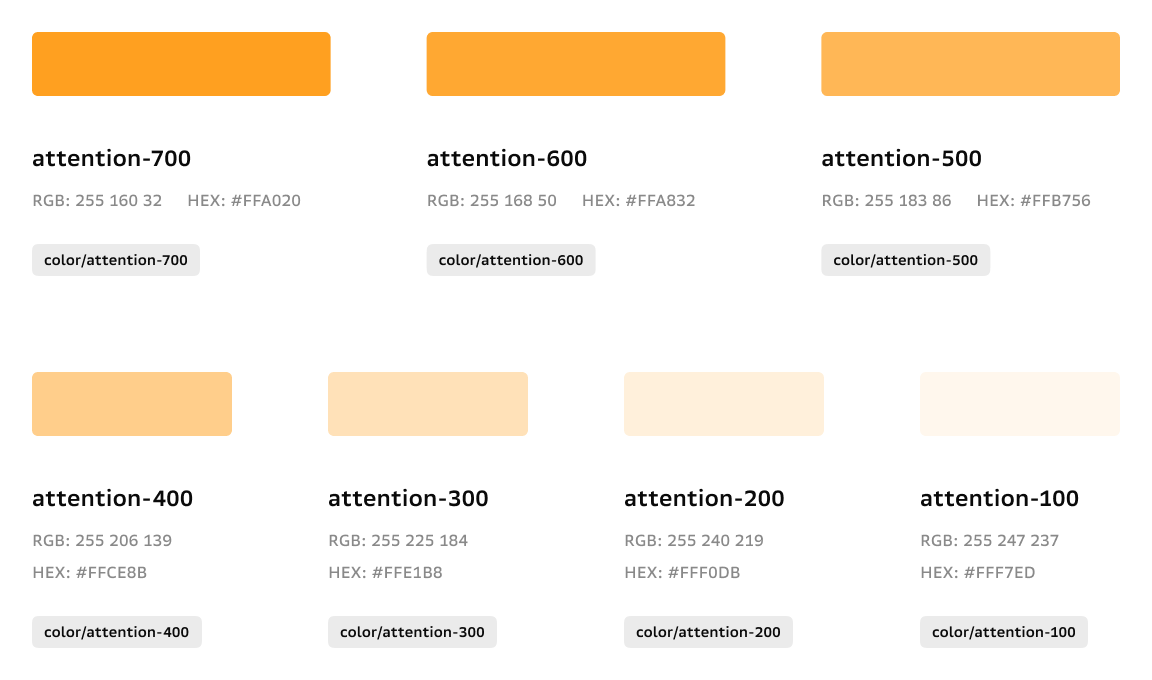 attention-700
RGB: 255 160 32 HEX: #FFA020
color/attention-700
attention-600
RGB: 255 168 50 HEX: #FFA832
color/attention-600
attention-500
RGB: 255 183 86 HEX: #FFB756
color/attention-500
attention-400
RGB: 255 206 139
HEX: #FFCE8B
color/attention-400
attention-300
RGB: 255 225 184
HEX: #FFE1B8
color/attention-300
attention-200
RGB: 255 240 219
HEX: #FFF0DB
color/attention-200
attention-100
RGB: 255 247 237
HEX: #FFF7ED
color/attention-100